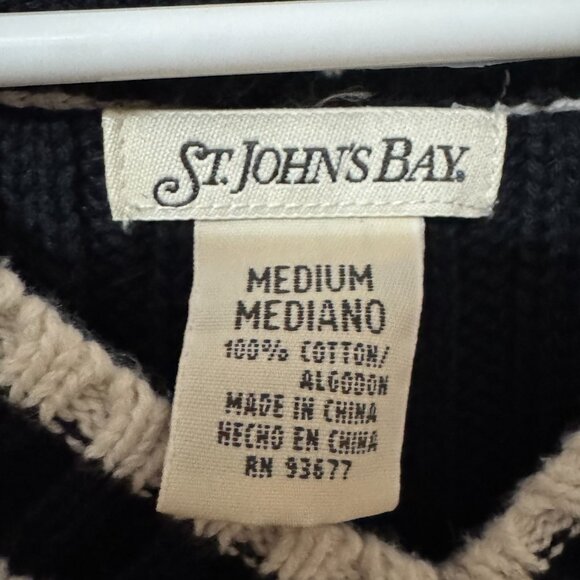 ST. JOHN'S BAY®
MEDIUM
MEDIANO
100% COTTON/
ALGODON
MADE IN CHINA
HECHO EN CHINA
RN 93677